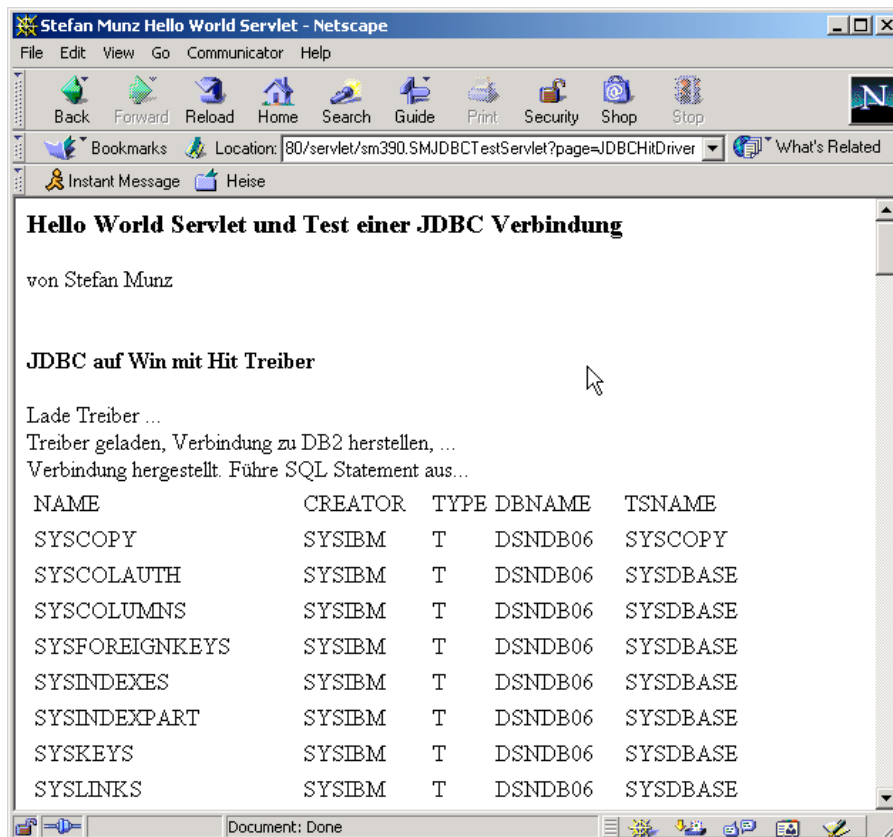 Stefan Munz Hello World Servlet - Netscape
File Edit View Go Communicator Help
Back Forward Reload Home Search Guide Print Security Shop Stop
N
Bookmarks Location: 80/servlet/sm390.SMJDBCTestServlet?page=JDBCHitDriver What's Related
Instant Message Heise
Hello World Servlet und Test einer JDBC Verbindung
von Stefan Munz
JDBC auf Win mit Hit Treiber
Lade Treiber ...
Treiber geladen, Verbindung zu DB2 herstellen, ...
Verbindung hergestellt. Führe SQL Statement aus...
NAME CREATOR TYPE DBNAME TSNAME
SYSCOPY SYSIBM T DSNDB06 SYSCOPY
SYSCOLAUTH SYSIBM T DSNDB06 SYSDBASE
SYSCOLUMNS SYSIBM T DSNDB06 SYSDBASE
SYSFOREIGNKEYS SYSIBM T DSNDB06 SYSDBASE
SYSINDEXES SYSIBM T DSNDB06 SYSDBASE
SYSINDEXPART SYSIBM T DSNDB06 SYSDBASE
SYSKEYS SYSIBM T DSNDB06 SYSDBASE
SYSLINKS SYSIBM T DSNDB06 SYSDBASE
Document: Done